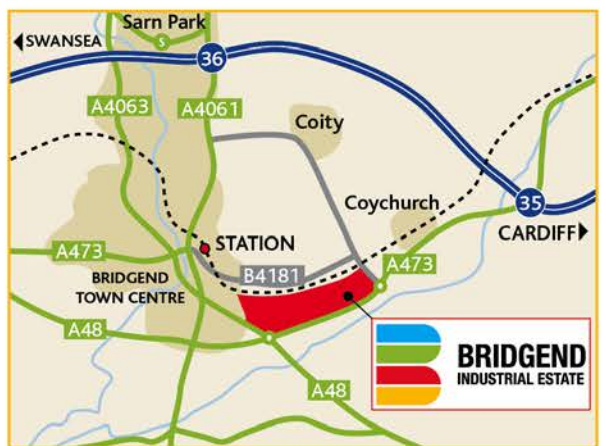 Sarn Park
S
SWANSEA
36
A4063
A4061
Coity
Coychurch
35
CARDIFF
STATION
A473
A473
B4181
BRIDGEND
TOWN CENTRE
A48
A48
BRIDGEND
INDUSTRIAL ESTATE